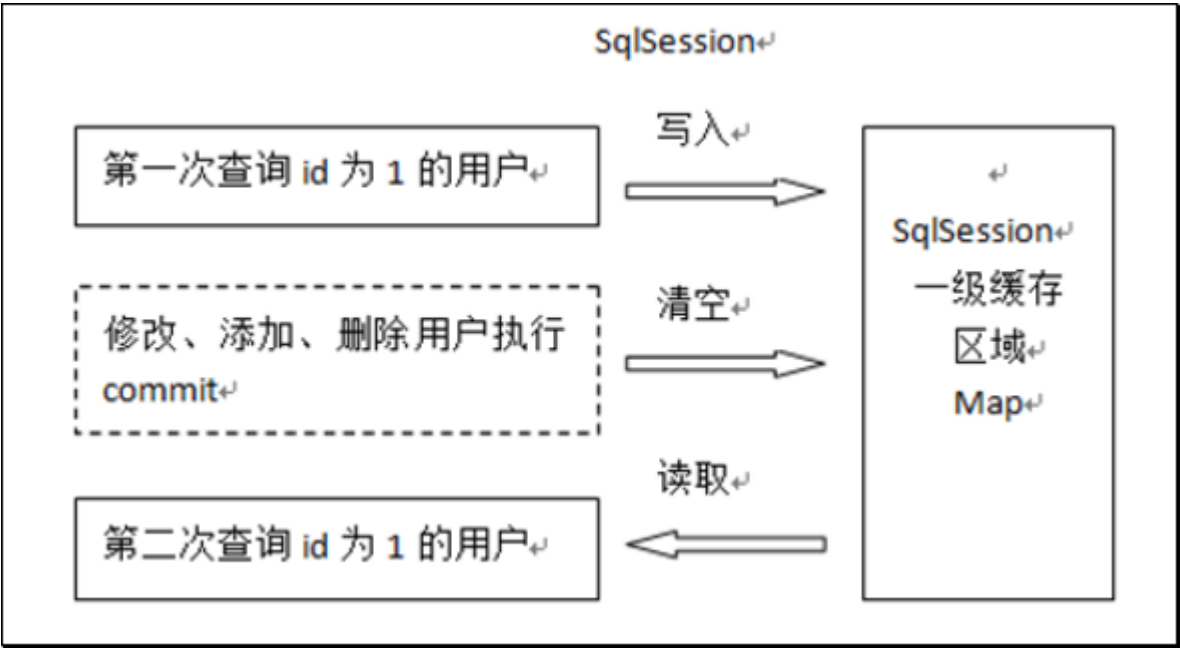 SqlSession↵
写入↵
第一次查询 id 为 1 的用户↵
↵
SqlSession↵
一级缓存
区域↵
Map↵
清空↵
修改、添加、删除用户执行
commit↵
读取↵
第二次查询 id 为 1 的用户↵